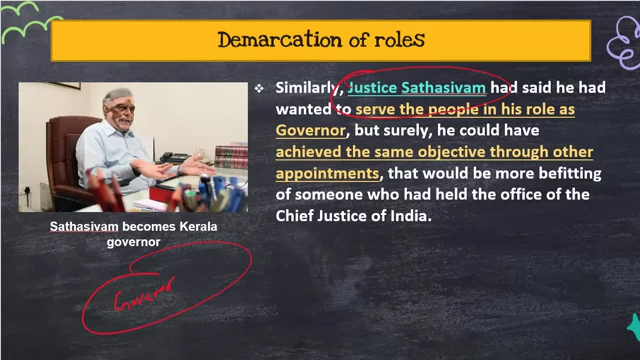 Demarcation of roles
❖ Similarly, Justice Sathasivam had said he had
wanted to serve the people in his role as
Governor, but surely, he could have
achieved the same objective through other
appointments, that would be more befitting
of someone who had held the office of the
Chief Justice of India.
Sathasivam becomes Kerala
governor
Governor